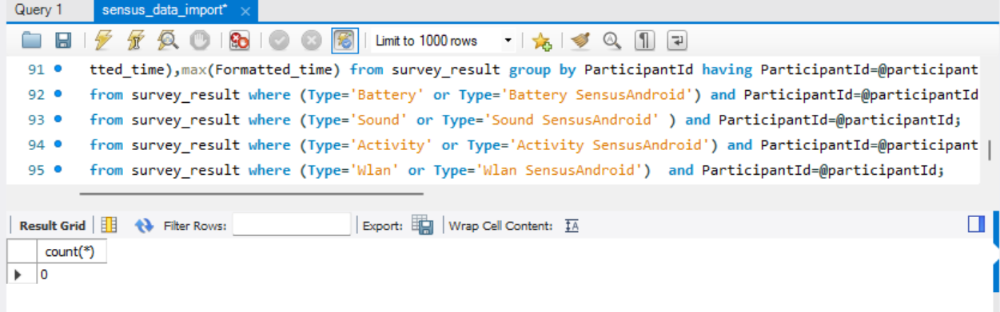 Query 1 sensus_data_import*
Limit to 1000 rows
91 tted_time),max(Formatted_time) from survey_result group by ParticipantId having ParticipantId=@participant
92 from survey_result where (Type='Battery' or Type='Battery SensusAndroid') and ParticipantId=@participantId
93 from survey_result where (Type='Sound' or Type='Sound SensusAndroid' ) and ParticipantId=@participantId;
94 from survey_result where (Type='Activity' or Type='Activity SensusAndroid') and ParticipantId=@participant
95 from survey_result where (Type='Wlan' or Type='Wlan SensusAndroid')  and ParticipantId=@participantId;
Result Grid Filter Rows: Export: Wrap Cell Content:
count(*)
0